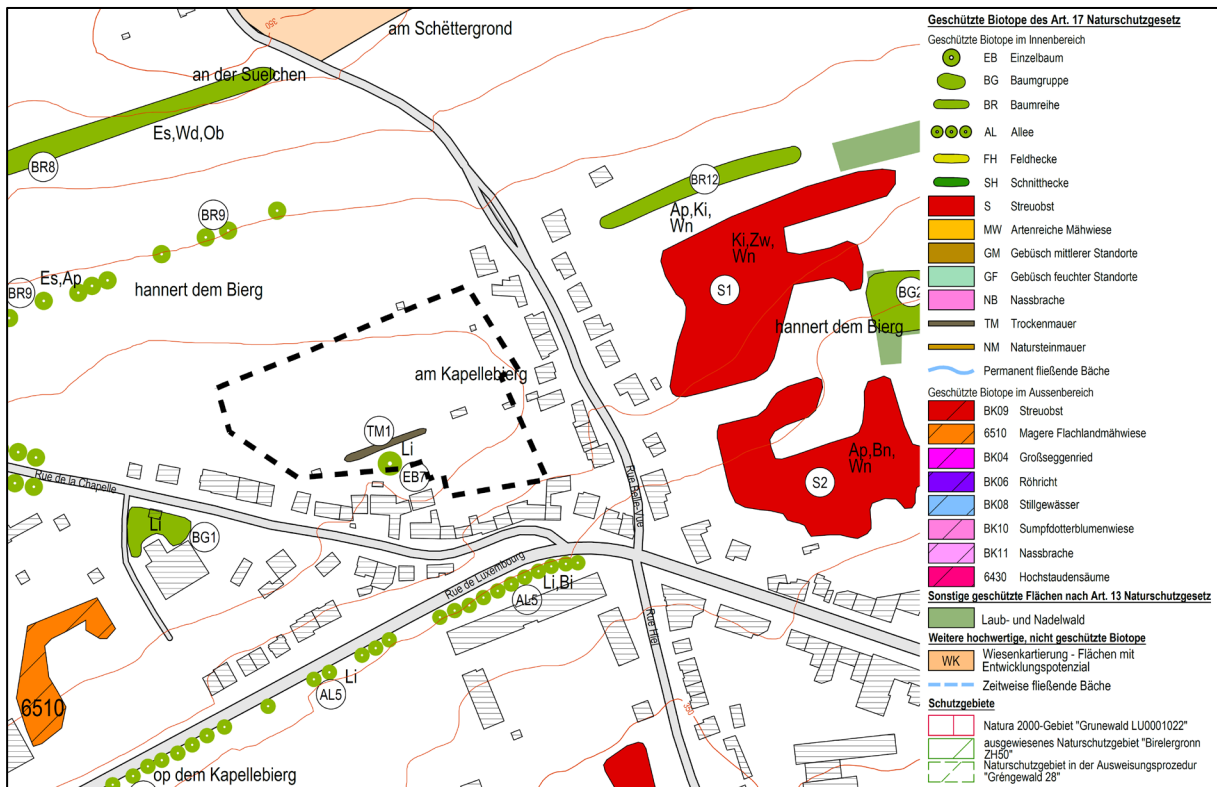 350
am Schëttergrond
an der Suelchen
Es,Wd,Ob
BR8
BR9
Es,Ap
BR9
hannert dem Bierg
BR12
Ap,Ki,
Wn
Ki,Zw,
Wn
S1
BG2
hannert dem Bierg
am Kapellebierg
TM1
Li
EB7
Ap,Bn,
Wn
S2
Rue de la Chapelle
Rue Belle-Vue
Li
BG1
Rue de Luxembourg
Li,Bi
AL5
Rue Hiel
Li
AL5
6510
350
op dem Kapellebierg
Geschützte Biotope des Art. 17 Naturschutzgesetz
Geschützte Biotope im Innenbereich
EB Einzelbaum
BG Baumgruppe
BR Baumreihe
AL Allee
FH Feldhecke
SH Schnitthecke
S Streuobst
MW Artenreiche Mähwiese
GM Gebüsch mittlerer Standorte
GF Gebüsch feuchter Standorte
NB Nassbrache
TM Trockenmauer
NM Natursteinmauer
Permanent fließende Bäche
Geschützte Biotope im Aussenbereich
BK09 Streuobst
6510 Magere Flachlandmähwiese
BK04 Großseggenried
BK06 Röhricht
BK08 Stillgewässer
BK10 Sumpfdotterblumenwiese
BK11 Nassbrache
6430 Hochstaudensäume
Sonstige geschützte Flächen nach Art. 13 Naturschutzgesetz
Laub- und Nadelwald
Weitere hochwertige, nicht geschützte Biotope
WK Wiesenkartierung - Flächen mit
Entwicklungspotenzial
Zeitweise fließende Bäche
Schutzgebiete
Natura 2000-Gebiet "Grunewald LU0001022"
ausgewiesenes Naturschutzgebiet "Birelergronn
ZH50"
Naturschutzgebiet in der Ausweisungsprozedur
"Gréngewald 28"